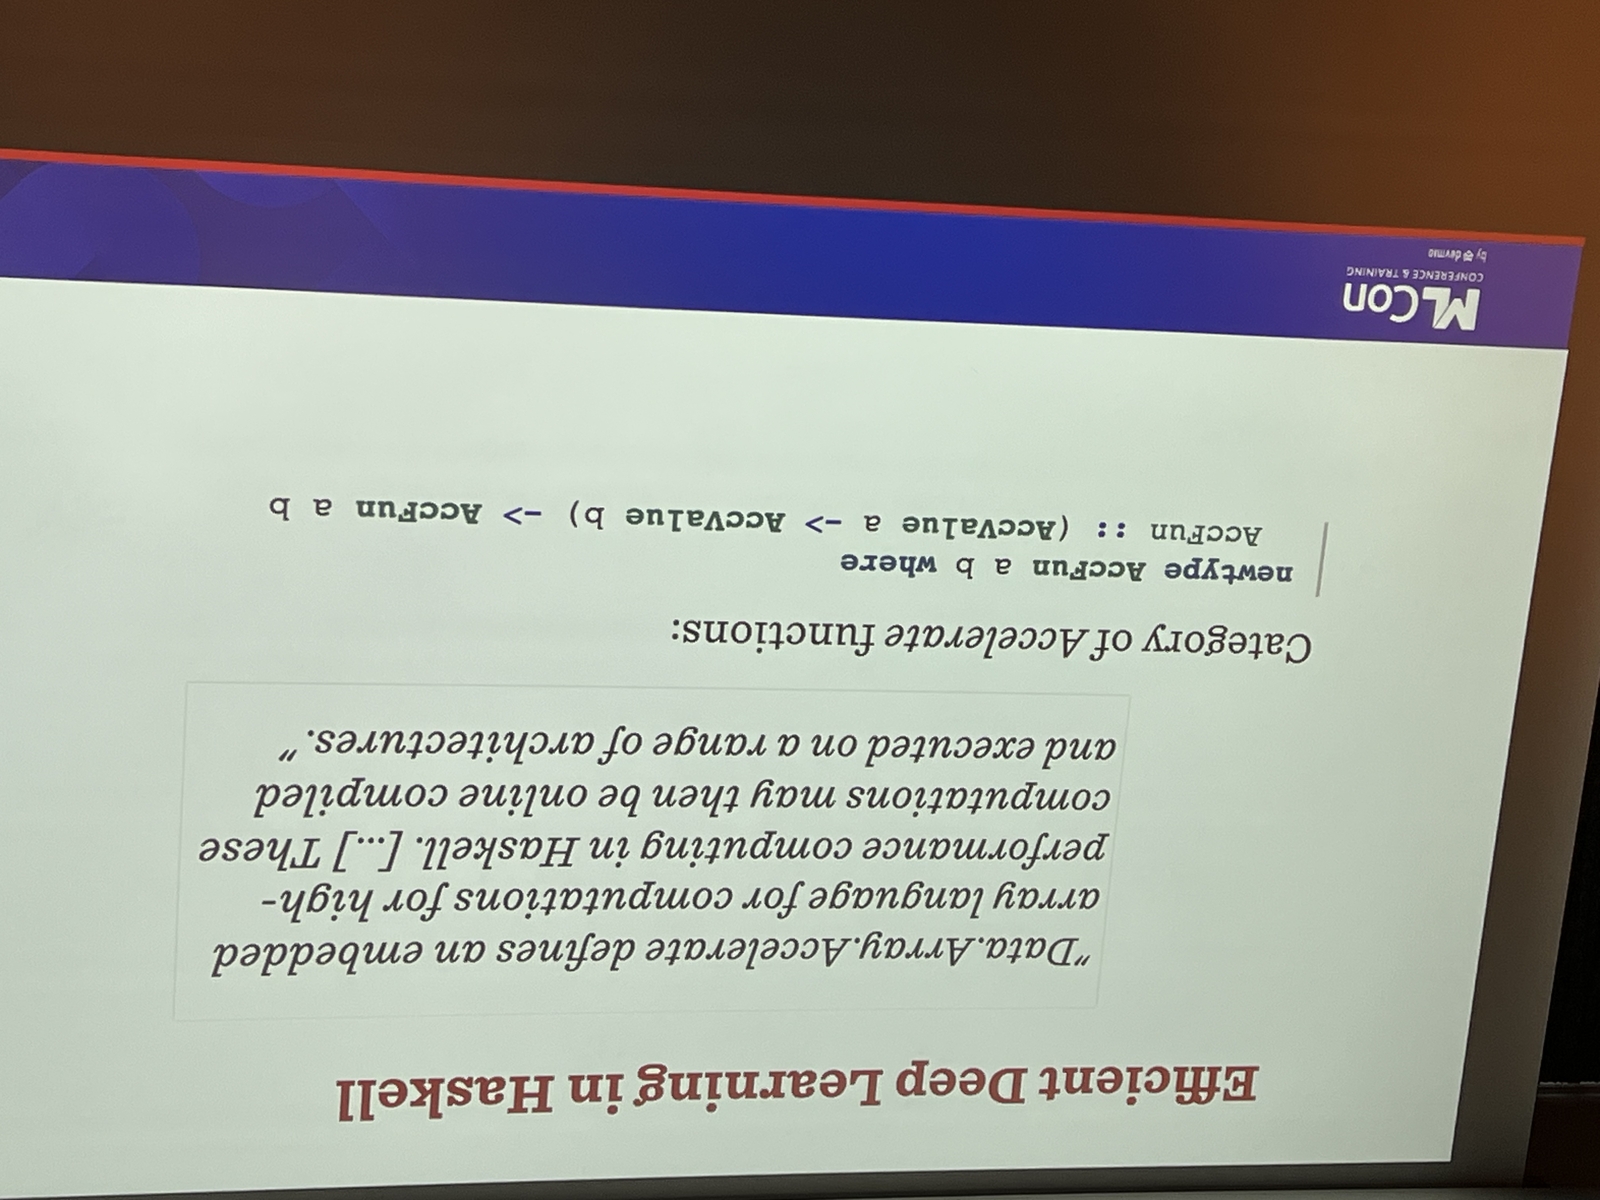 Efficient Deep Learning in Haskell
"Data.Array.Accelerate defines an embedded
array language for computations for high-
performance computing in Haskell. [...] These
computations may then be online compiled
and executed on a range of architectures."
Category of Accelerate functions:
newtype AccFun a b where
  AccFun :: (AccValue a -> AccValue b) -> AccFun a b
MLCon
CONFERENCE & TRAINING
by devmio